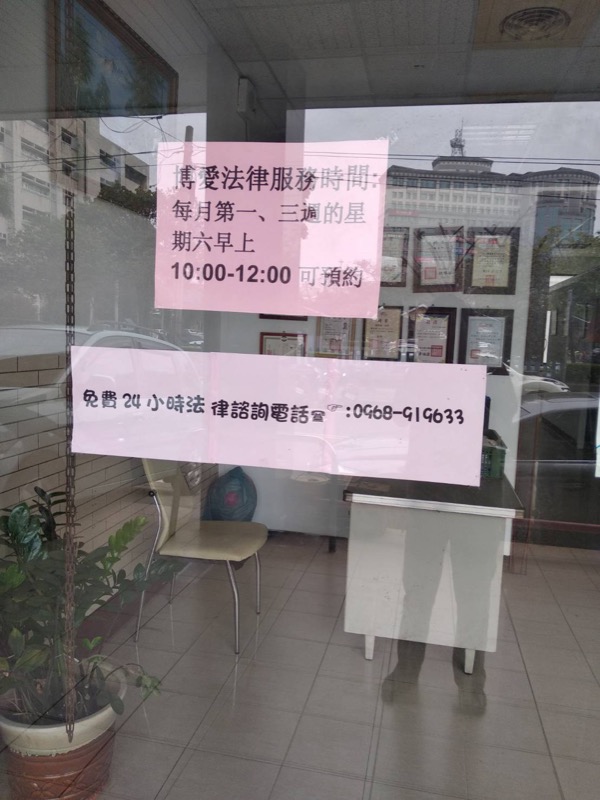 博愛法律服務時間:
每月第一、三週的星
期六早上
10:00-12:00 可預約
免費24小時法律諮詢電話☎☞:0968-919633